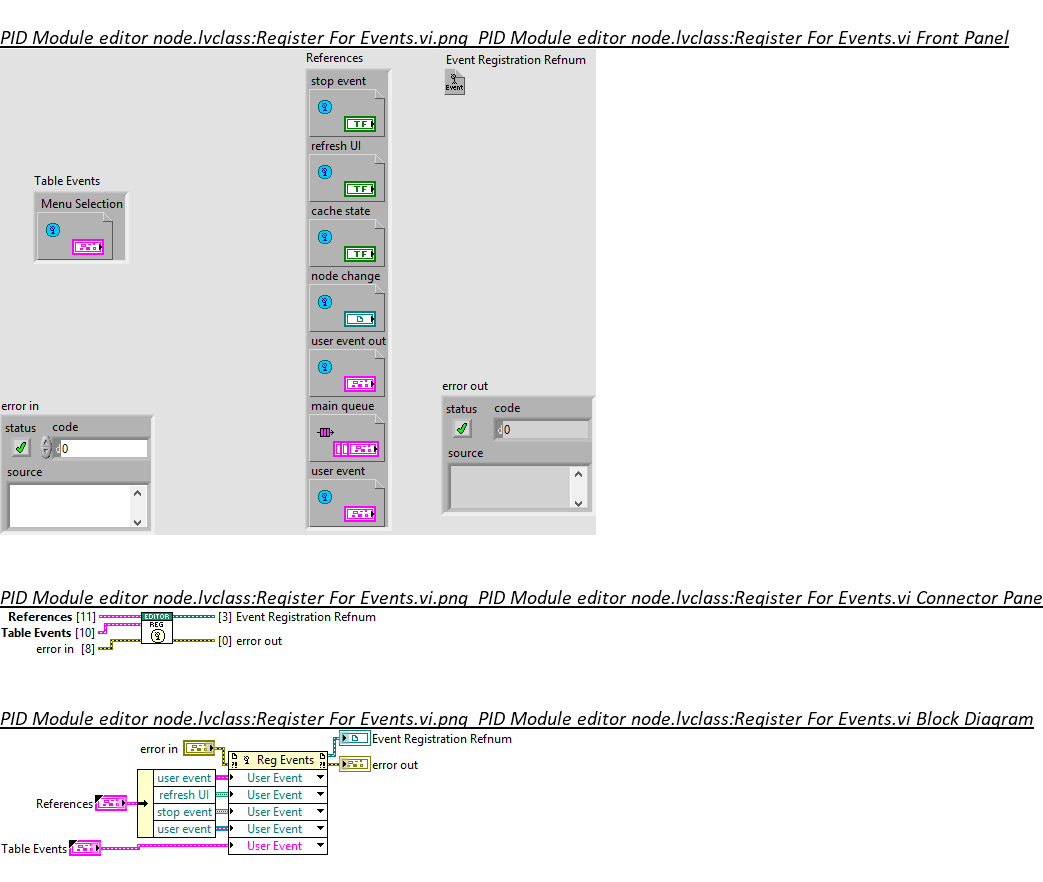 PID Module editor node.lvclass:Register For Events.vi.png PID Module editor node.lvclass:Register For Events.vi Front Panel
References
Event Registration Refnum
stop event
Event
TF
refresh UI
TF
Table Events
Menu Selection
cache state
TF
node change
user event out
error in
status code
0
source
main queue
user event
error out
status code
d 0
source
PID Module editor node.lvclass:Register For Events.vi.png PID Module editor node.lvclass:Register For Events.vi Connector Pane
References [11]
Table Events [10]
error in [8]
EDITOR
REG
[3] Event Registration Refnum
[0] error out
PID Module editor node.lvclass:Register For Events.vi.png PID Module editor node.lvclass:Register For Events.vi Block Diagram
Event Registration Refnum
error in
Reg Events
error out
user event User Event
refresh UI User Event
References
stop event User Event
user event User Event
Table Events
User Event